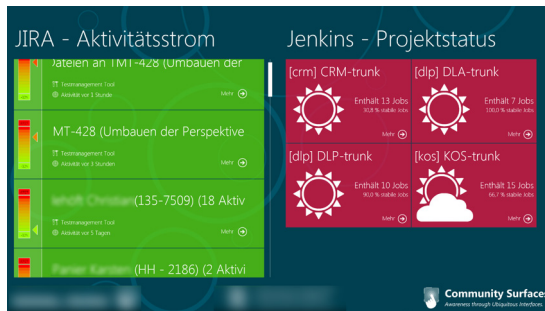 JIRA - Aktivitätsstrom
Dateien an TMT-428 (Umbauen der
Testmanagement Tool
Aktivität vor 1 Stunde
Mehr
MT-428 (Umbauen der Perspektive
Testmanagement Tool
Aktivität vor 3 Stunden
Mehr
(135-7509) (18 Aktiv
Testmanagement Tool
Aktivität vor 5 Tagen
Mehr
(HH - 2186) (2 Aktivi
Jenkins - Projektstatus
[crm] CRM-trunk
Enthält 13 Jobs
30,8 % stabile Jobs
Mehr
[dlp] DLA-trunk
Enthält 7 Jobs
100,0 % stabile Jobs
Mehr
[dlp] DLP-trunk
Enthält 10 Jobs
90,0 % stabile Jobs
Mehr
[kos] KOS-trunk
Enthält 15 Jobs
66,7 % stabile Jobs
Mehr
Community Surfaces
Awareness through Ubiquitous Interfaces